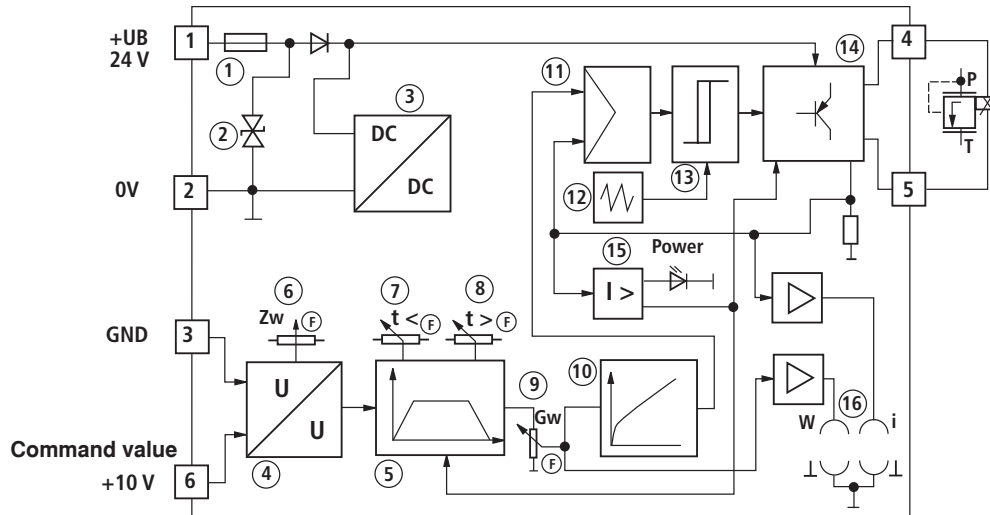 +UB
24 V
1
①
②
③
DC
DC
0V
2
⑪
⑫
⑬
⑭
4
P
T
5
⑮
I >
Power
⑥
Zw
Ⓕ
⑦
t <
Ⓕ
⑧
t >
Ⓕ
GND
3
U
U
④
⑤
⑨
Gw
Ⓕ
⑩
W
⑯
i
Command value
+10 V
6